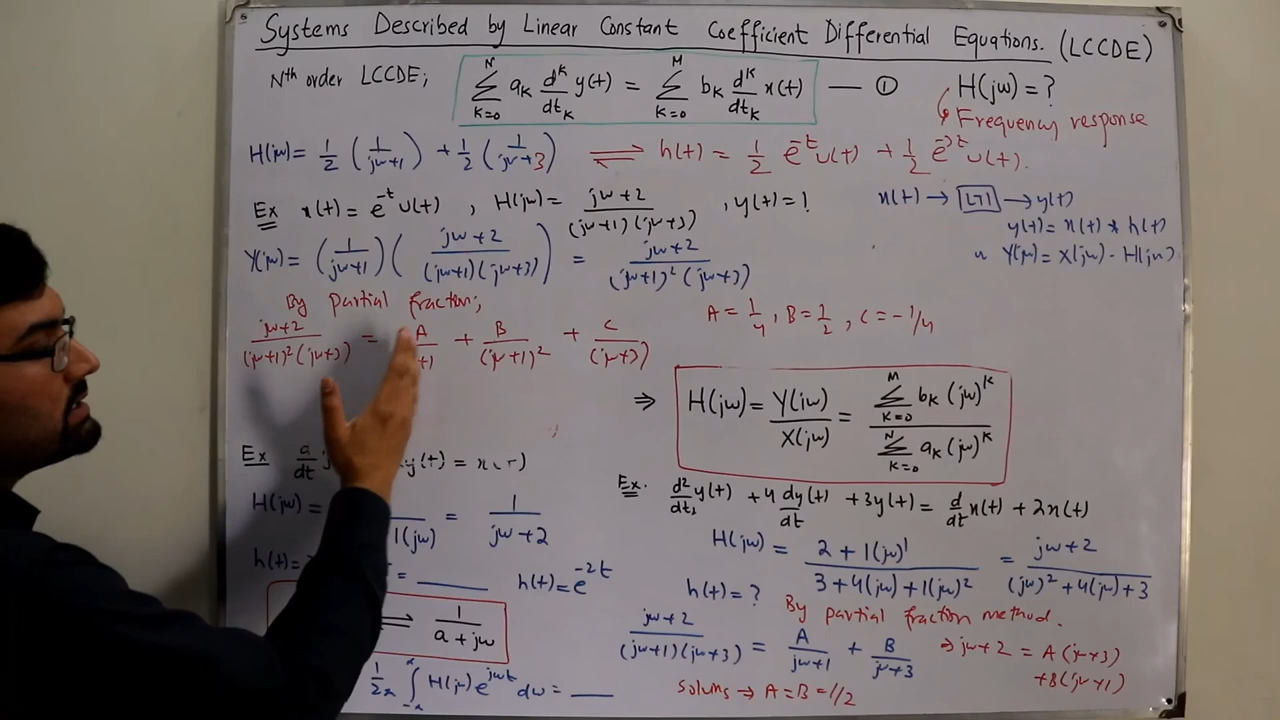 Systems Described by Linear Constant Coefficient Differential Equations. (LCCDE)
Nth order LCCDE; ∑_{K=0}^{N} a_K d^K/dt_K y(t) = ∑_{K=0}^{M} b_K d^K/dt_K x(t) — ① H(jω) = ?
Frequency response
H(jω) = 1/2 (1/(jω+1)) + 1/2 (1/(jω+3)) ⇌ h(t) = 1/2 e^{-t} u(t) + 1/2 e^{-3t} u(t).
Ex x(t) = e^{-t} u(t) , H(jω) = (jω+2)/((jω+1)(jω+3)) , y(t) = ?
x(t) → LTI → y(t)
y(t) = x(t) * h(t)
Y(jω) = X(jω) · H(jω)
Y(jω) = (1/(jω+1)) ((jω+2)/((jω+1)(jω+3))) = (jω+2)/((jω+1)²(jω+3))
By partial fraction;
(jω+2)/((jω+1)²(jω+3)) = A/ +1 + B/(jω+1)² + C/(jω+3)
A = 1/4 , B = 1/2 , C = -1/4
⇒ H(jω) = Y(jω)/X(jω) = ∑_{K=0}^{M} b_K (jω)^K / ∑_{K=0}^{N} a_K (jω)^K
Ex d/dt y(t) = x(t)
H(jω) = 1(jω) = 1/(jω+2)
h(t) = = ____ h(t) = e^{-2t}
1/(a+jω)
1/2π ∫ H(jω) e^{jωt} dω = ___
Ex. d²/dt² y(t) + 4 dy(t)/dt + 3y(t) = d/dt x(t) + 2x(t)
H(jω) = (2 + 1(jω)¹)/(3 + 4(jω) + 1(jω)²) = (jω+2)/((jω)² + 4(jω) + 3)
h(t) = ?
By partial fraction method.
(jω+2)/((jω+1)(jω+3)) = A/(jω+1) + B/(jω+3) ⇒ jω+2 = A(jω+3)
+B(jω+1)
Solving → A = B = 1/2